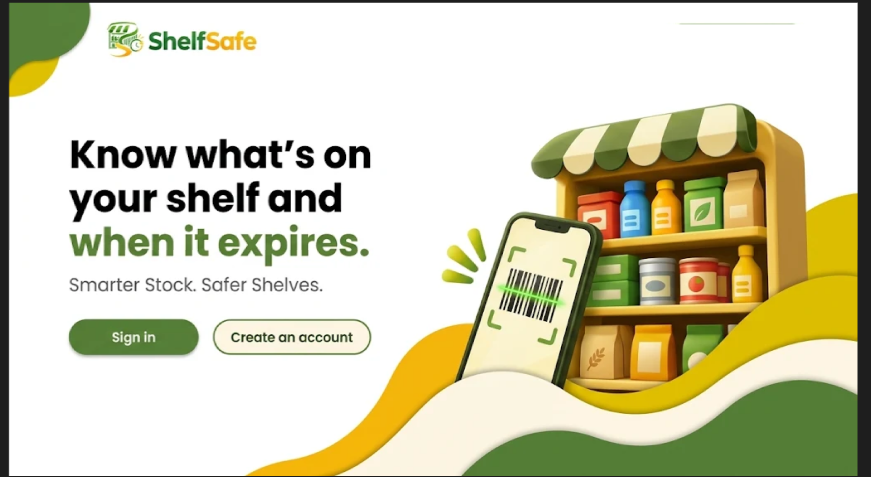 ShelfSafe
Know what's on
your shelf and
when it expires.
Smarter Stock. Safer Shelves.
Sign in
Create an account